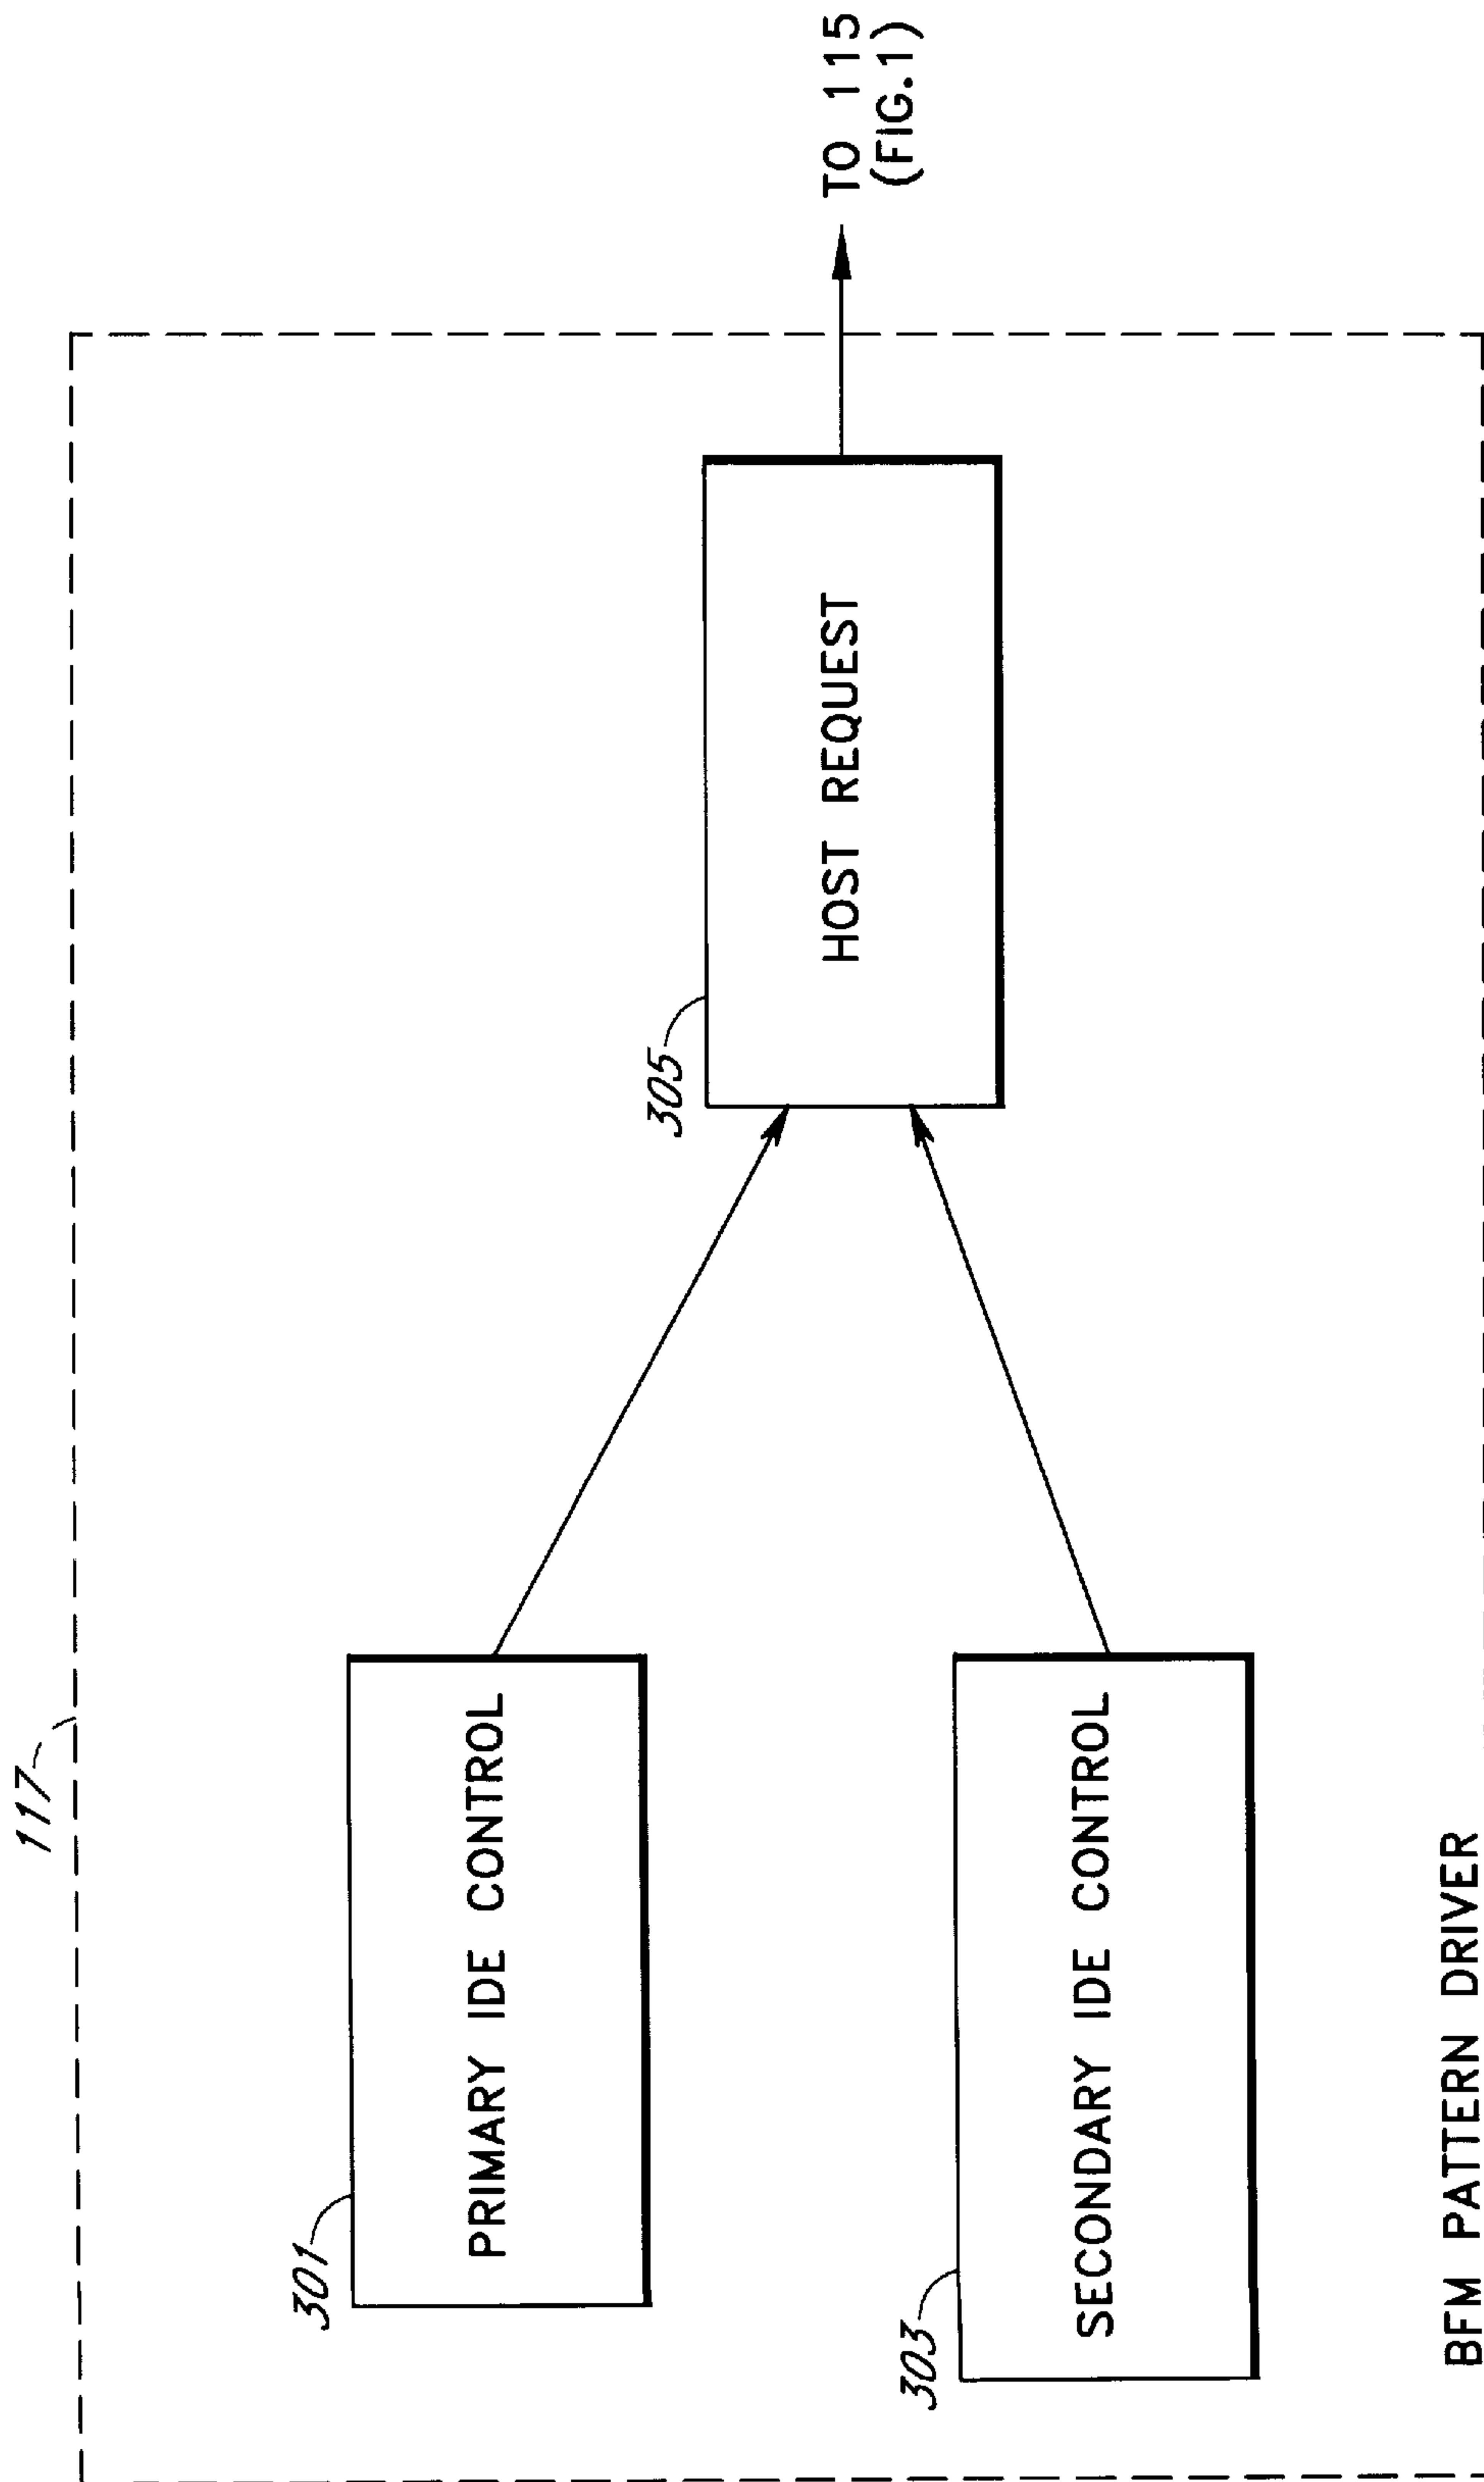 117
301
PRIMARY IDE CONTROL
305
HOST REQUEST
TO 115
(FIG.1)
303
SECONDARY IDE CONTROL
BFM PATTERN DRIVER